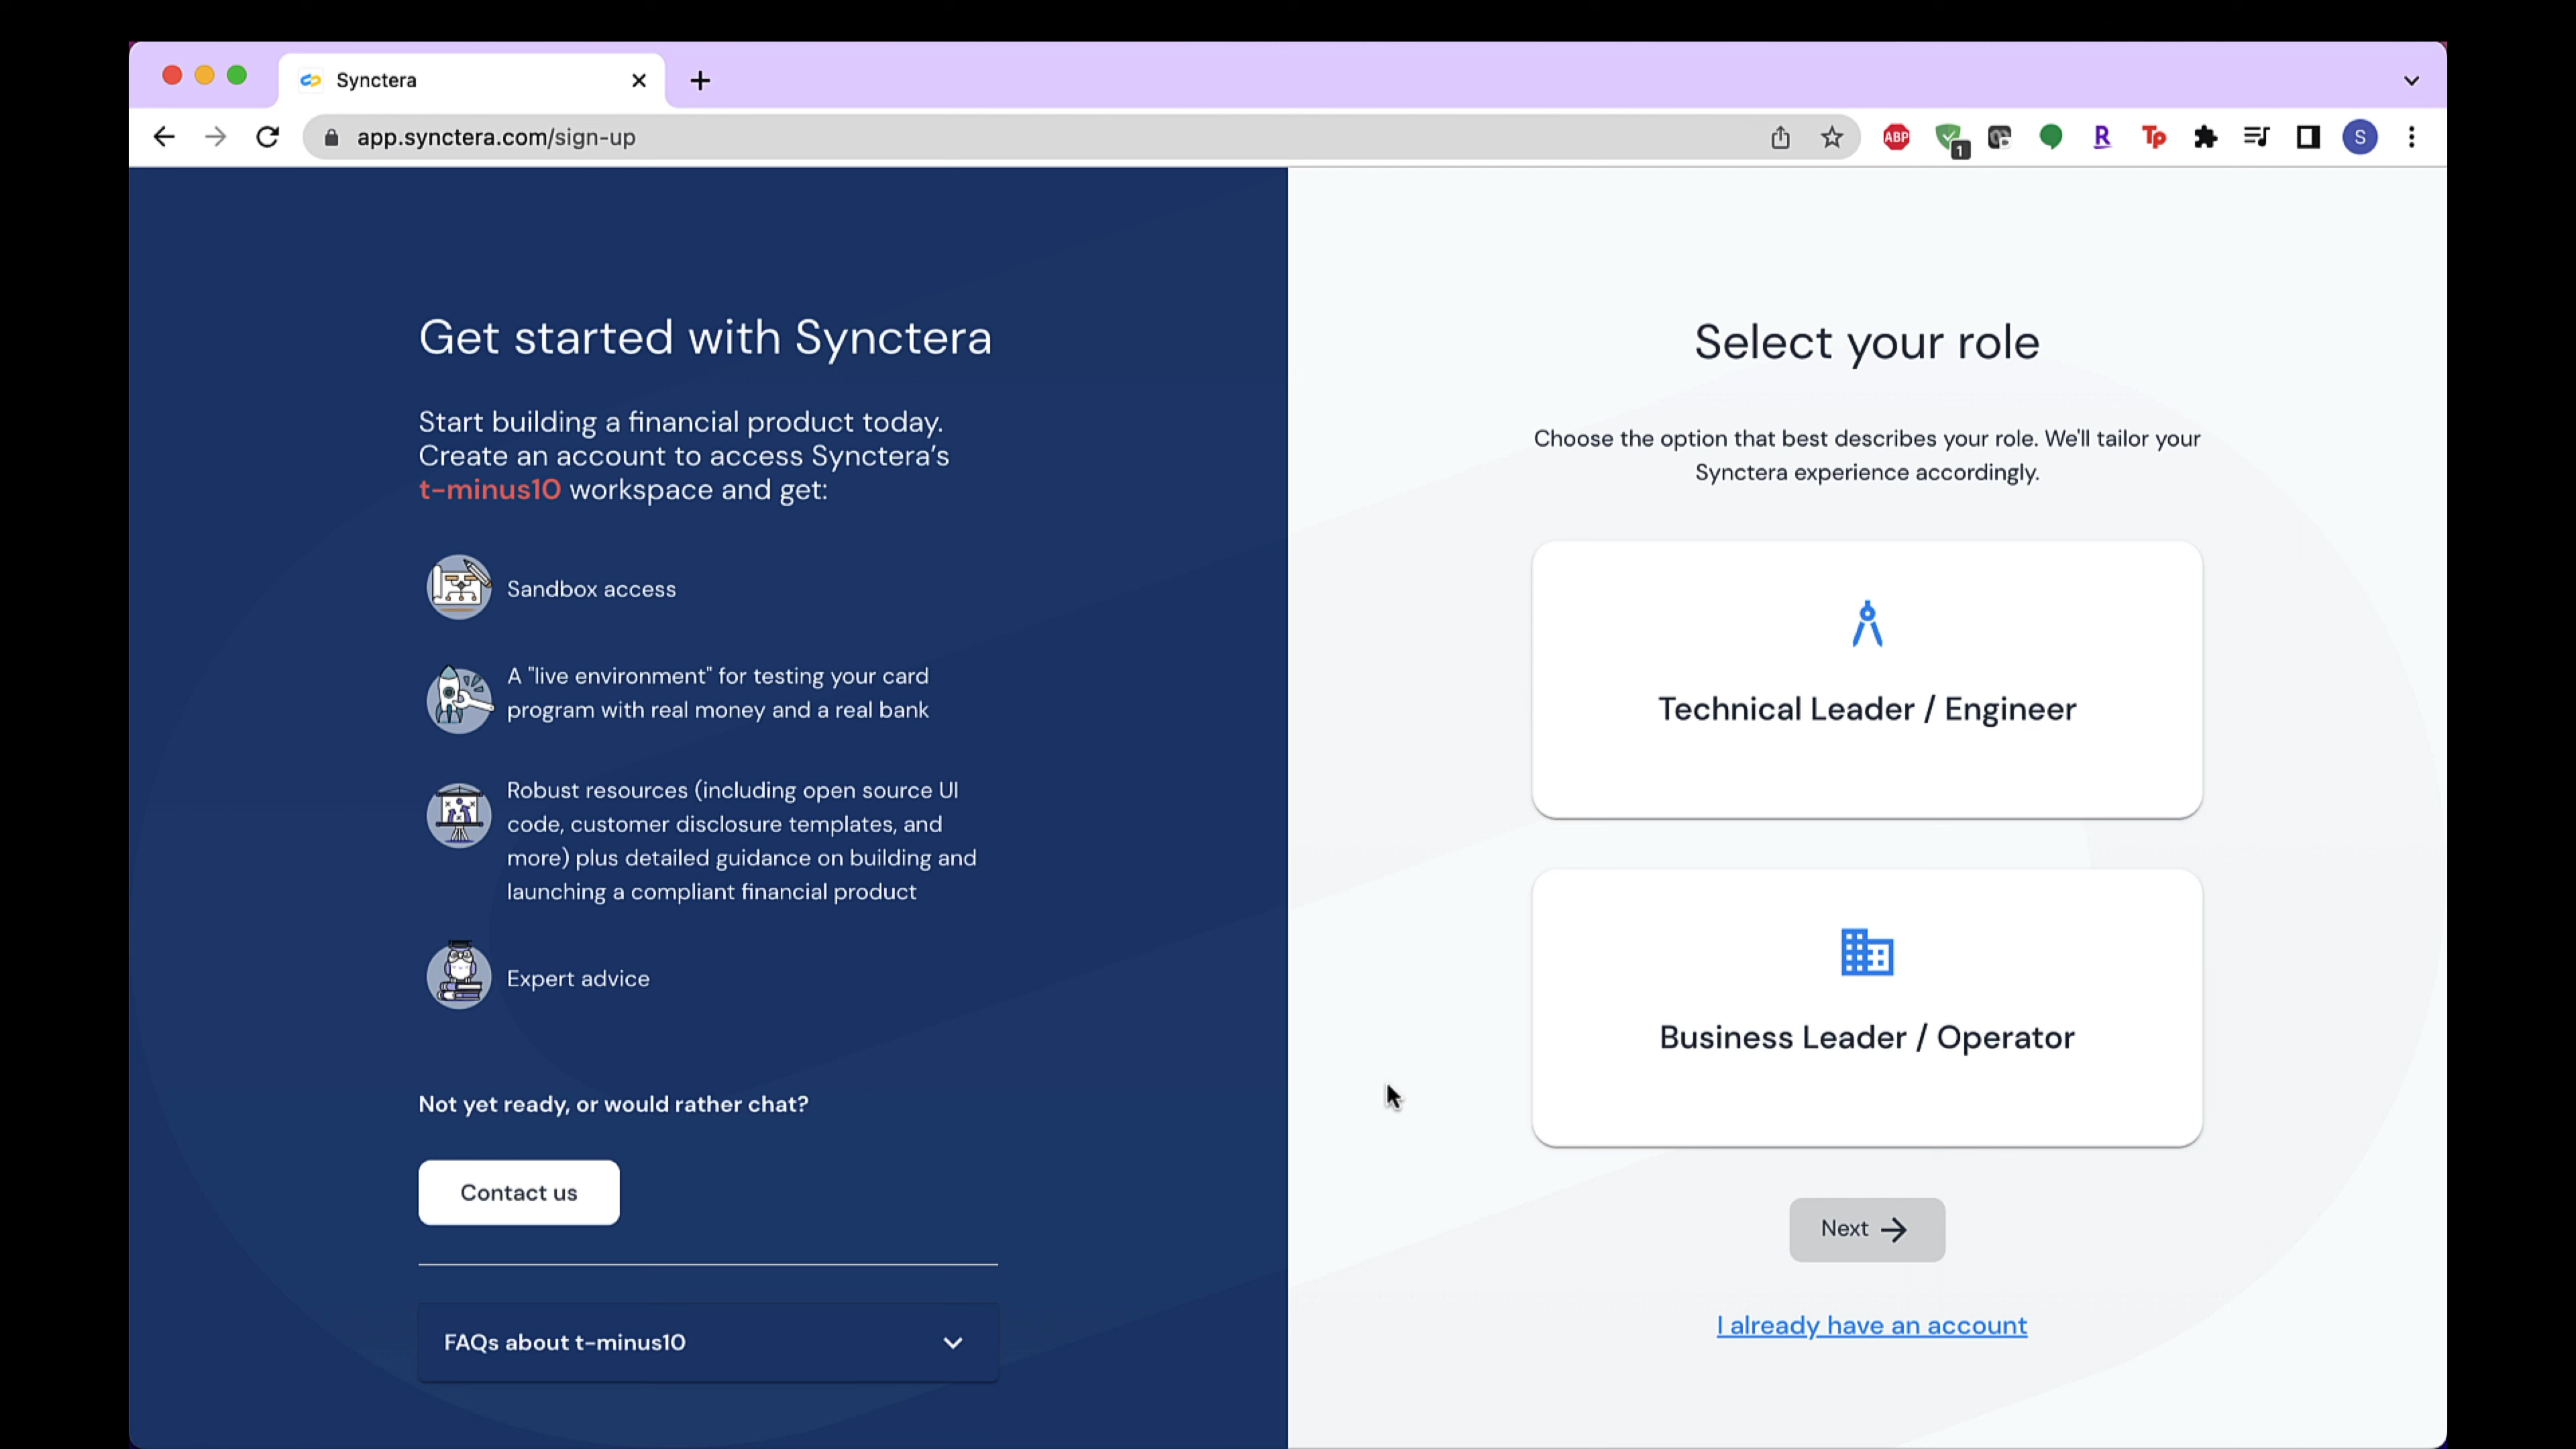 Synctera
app.synctera.com/sign-up
ABP
1
R
Tp
S
Get started with Synctera
Start building a financial product today.
Create an account to access Synctera’s
t-minus10 workspace and get:
Sandbox access
A "live environment" for testing your card
program with real money and a real bank
Robust resources (including open source UI
code, customer disclosure templates, and
more) plus detailed guidance on building and
launching a compliant financial product
Expert advice
Not yet ready, or would rather chat?
Contact us
FAQs about t-minus10
Select your role
Choose the option that best describes your role. We'll tailor your
Synctera experience accordingly.
Technical Leader / Engineer
Business Leader / Operator
Next
I already have an account